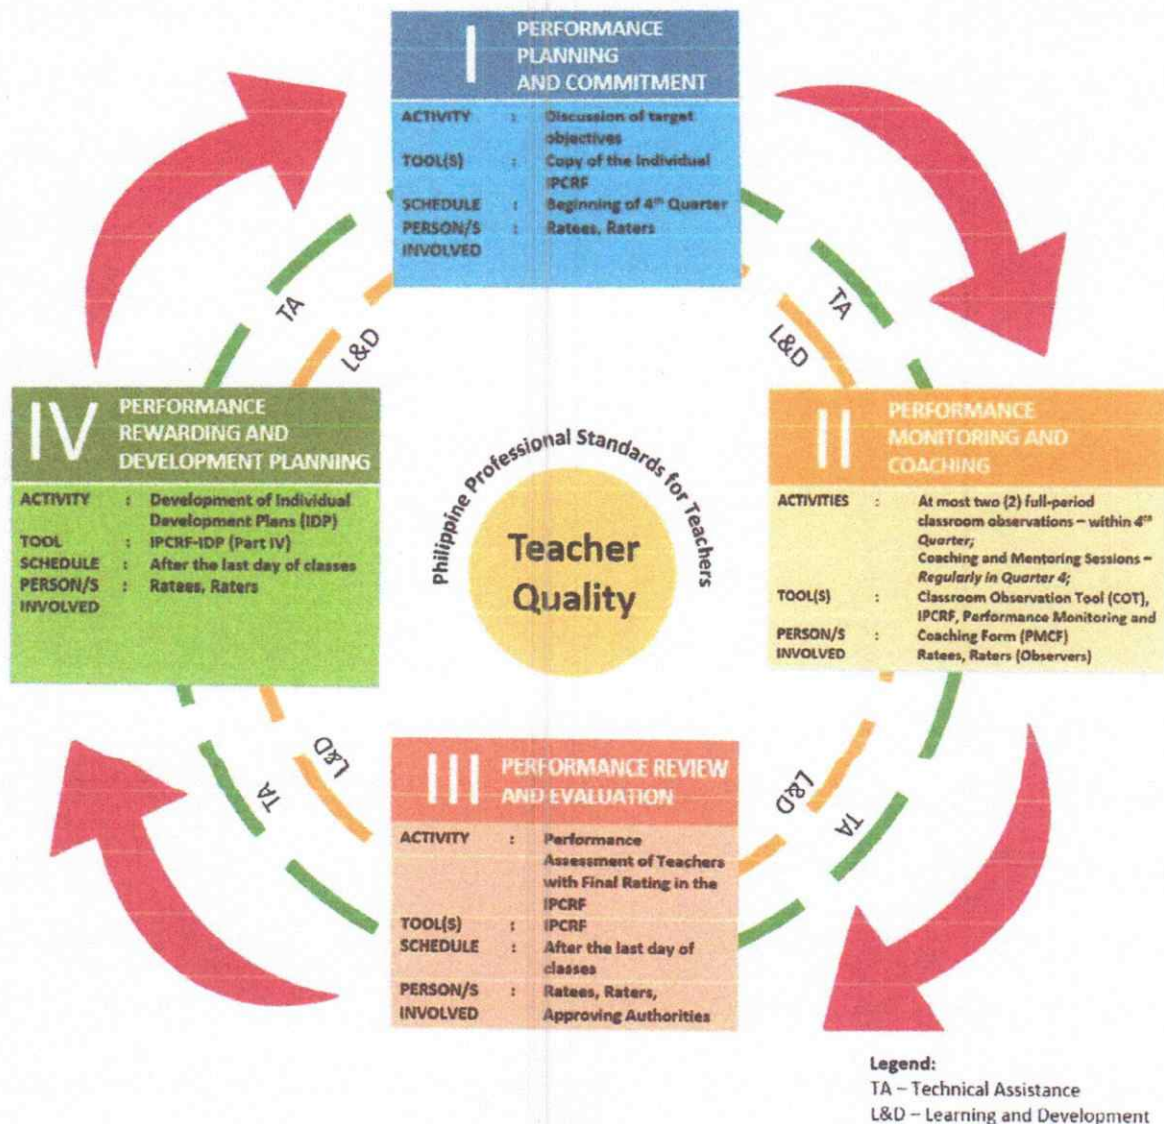 I PERFORMANCE
PLANNING
AND COMMITMENT
ACTIVITY : Discussion of target
objectives
TOOL(S) : Copy of the Individual
IPCRF
SCHEDULE : Beginning of 4th Quarter
PERSON/S : Ratees, Raters
INVOLVED
TA
L&D
TA
L&D
IV PERFORMANCE
REWARDING AND
DEVELOPMENT PLANNING
ACTIVITY : Development of Individual
Development Plans (IDP)
TOOL : IPCRF-IDP (Part IV)
SCHEDULE : After the last day of classes
PERSON/S : Ratees, Raters
INVOLVED
Philippine Professional Standards for Teachers
Teacher
Quality
II PERFORMANCE
MONITORING AND
COACHING
ACTIVITIES : At most two (2) full-period
classroom observations – within 4th
Quarter;
Coaching and Mentoring Sessions –
Regularly in Quarter 4;
TOOL(S) : Classroom Observation Tool (COT),
IPCRF, Performance Monitoring and
PERSON/S : Coaching Form (PMCF)
INVOLVED Ratees, Raters (Observers)
L&D
TA
L&D
TA
III PERFORMANCE REVIEW
AND EVALUATION
ACTIVITY : Performance
Assessment of Teachers
with Final Rating in the
IPCRF
TOOL(S) : IPCRF
SCHEDULE : After the last day of
classes
PERSON/S : Ratees, Raters,
INVOLVED Approving Authorities
Legend:
TA – Technical Assistance
L&D – Learning and Development